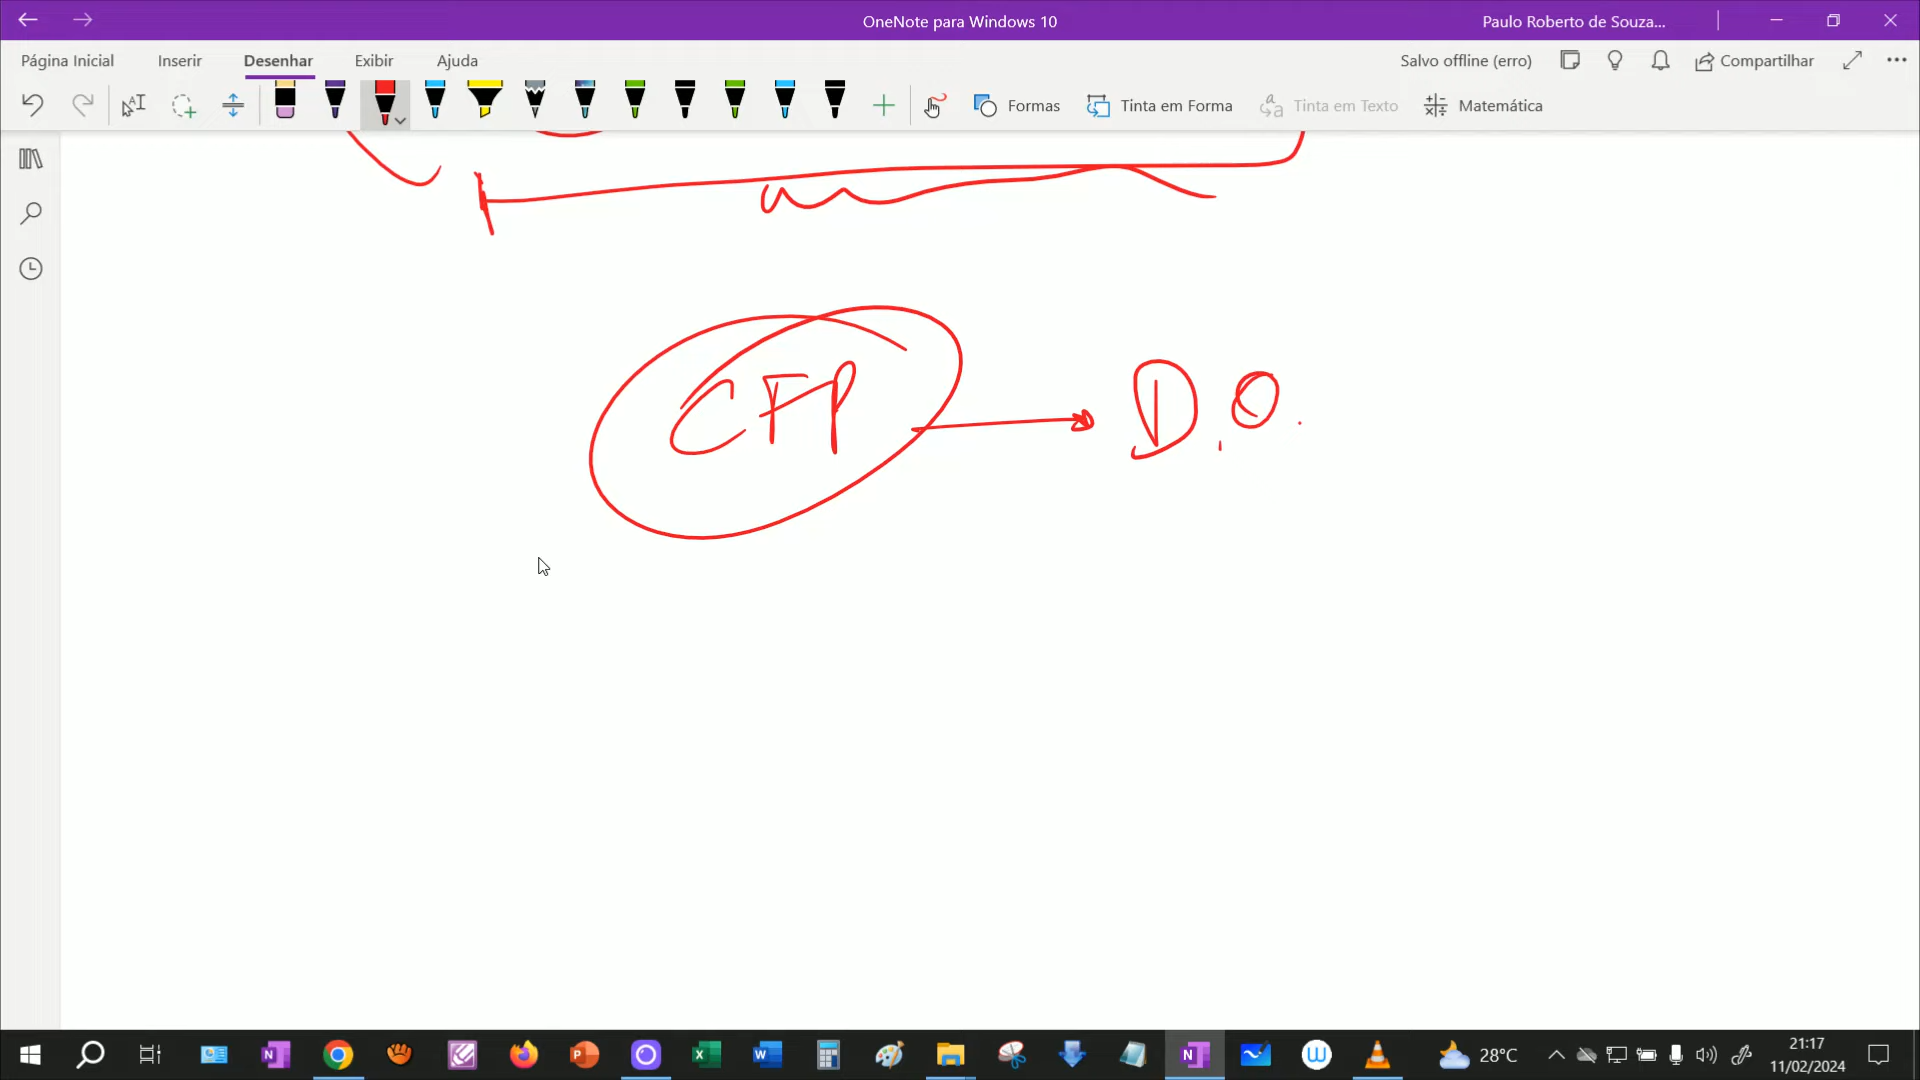 OneNote para Windows 10
Paulo Roberto de Souza...
Página Inicial
Inserir
Desenhar
Exibir
Ajuda
Salvo offline (erro)
Compartilhar
Formas
Tinta em Forma
Tinta em Texto
Matemática
CFP
D.O.
28°C
21:17
11/02/2024